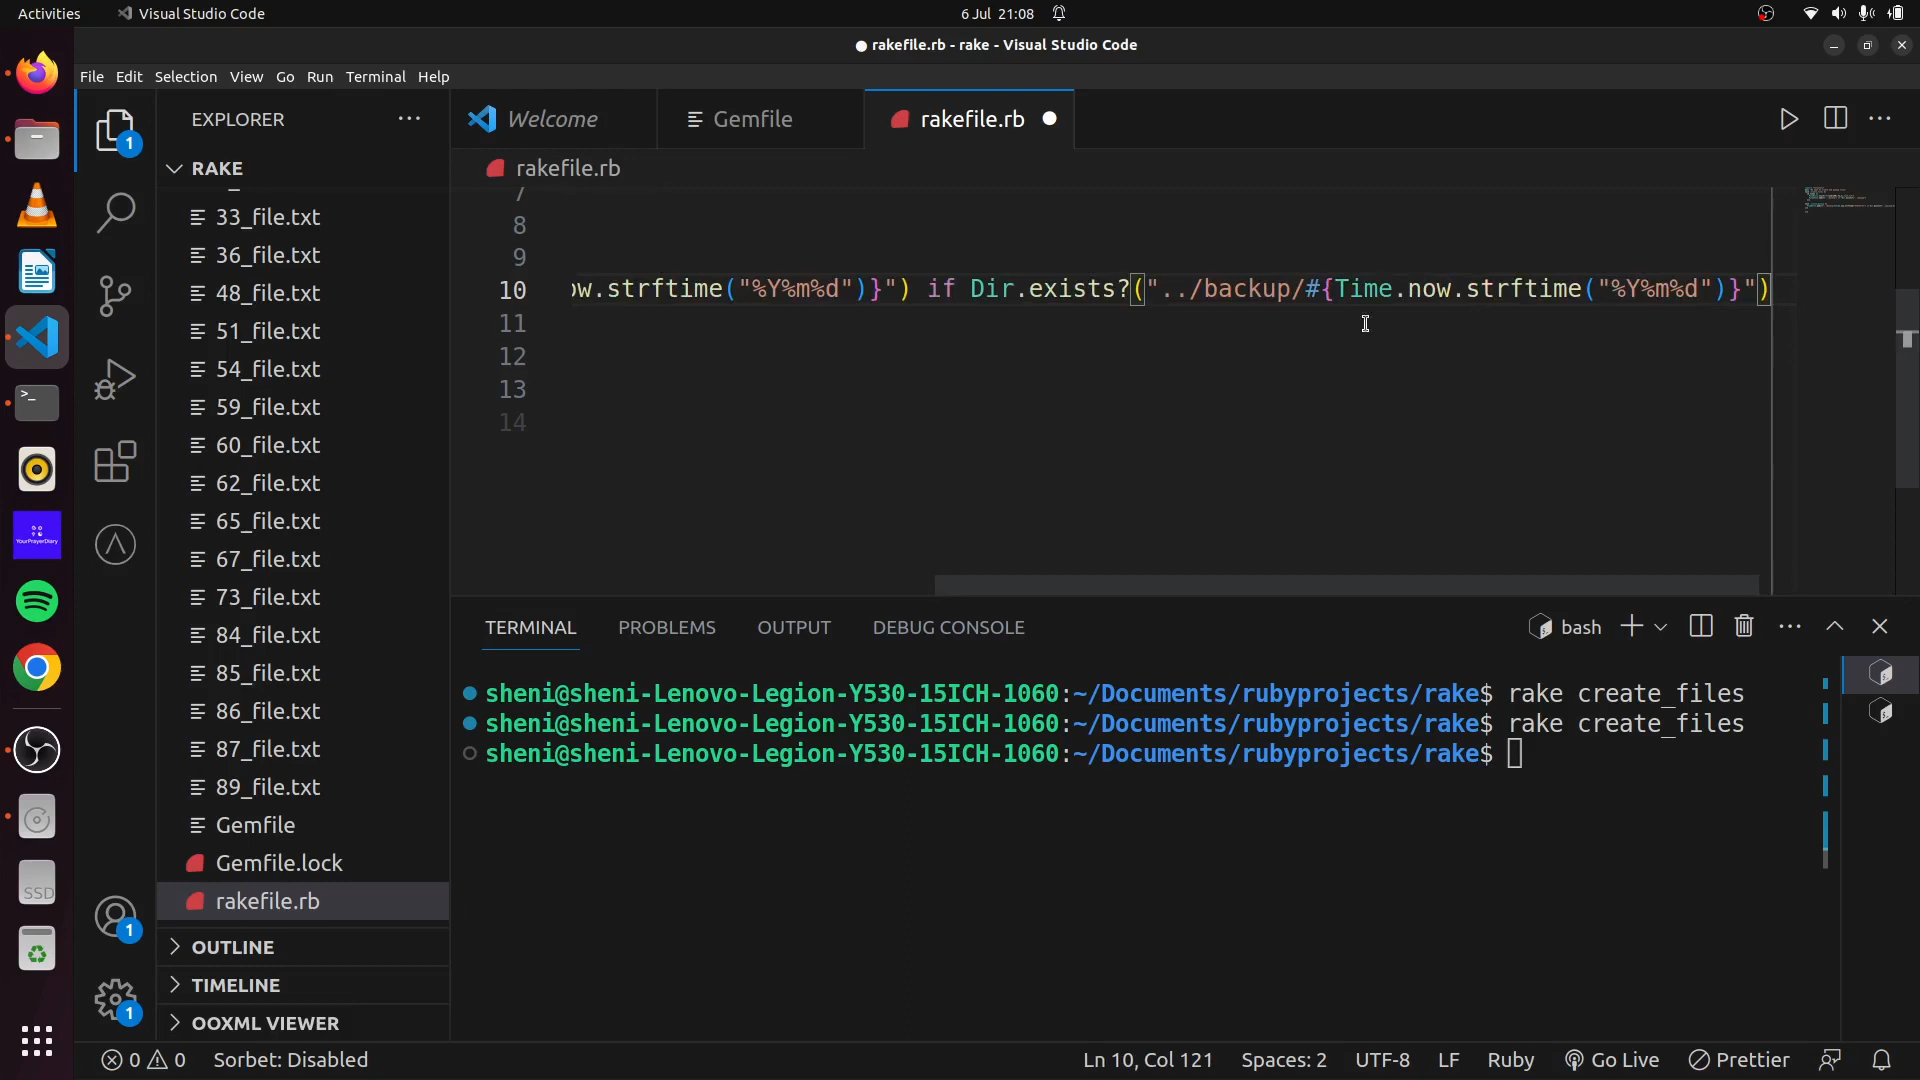 Activities
Visual Studio Code
6 Jul 21:08
rakefile.rb - rake - Visual Studio Code
File Edit Selection View Go Run Terminal Help
EXPLORER
Welcome
Gemfile
rakefile.rb
RAKE
rakefile.rb
33_file.txt
36_file.txt
48_file.txt
51_file.txt
54_file.txt
59_file.txt
60_file.txt
62_file.txt
65_file.txt
67_file.txt
73_file.txt
84_file.txt
85_file.txt
86_file.txt
87_file.txt
89_file.txt
Gemfile
Gemfile.lock
rakefile.rb
OUTLINE
TIMELINE
OOXML VIEWER
7
8
9
10 ow.strftime("%Y%m%d")}") if Dir.exists?("../backup/#{Time.now.strftime("%Y%m%d")}")
11
12
13
14
TERMINAL PROBLEMS OUTPUT DEBUG CONSOLE
bash
sheni@sheni-Lenovo-Legion-Y530-15ICH-1060:~/Documents/rubyprojects/rake$ rake create_files
sheni@sheni-Lenovo-Legion-Y530-15ICH-1060:~/Documents/rubyprojects/rake$ rake create_files
sheni@sheni-Lenovo-Legion-Y530-15ICH-1060:~/Documents/rubyprojects/rake$
1
1
1
YourPrayerDiary
SSD
0 0 Sorbet: Disabled
Ln 10, Col 121 Spaces: 2 UTF-8 LF Ruby Go Live Prettier